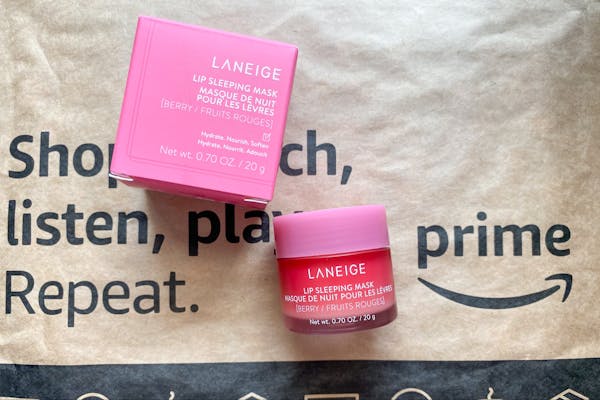 LANEIGE
LIP SLEEPING MASK
MASQUE DE NUIT
POUR LES LÈVRES
[BERRY / FRUITS ROUGES]
Hydrate, Nourish, Soften
Hydrate, Nourrit, Adoucit
Net wt. 0.70 OZ. / 20 g
Shop ch,
listen, play
Repeat.
prime
LANEIGE
LIP SLEEPING MASK
MASQUE DE NUIT POUR LES LÈVRES
[BERRY / FRUITS ROUGES]
Net wt. 0.70 OZ. / 20 g